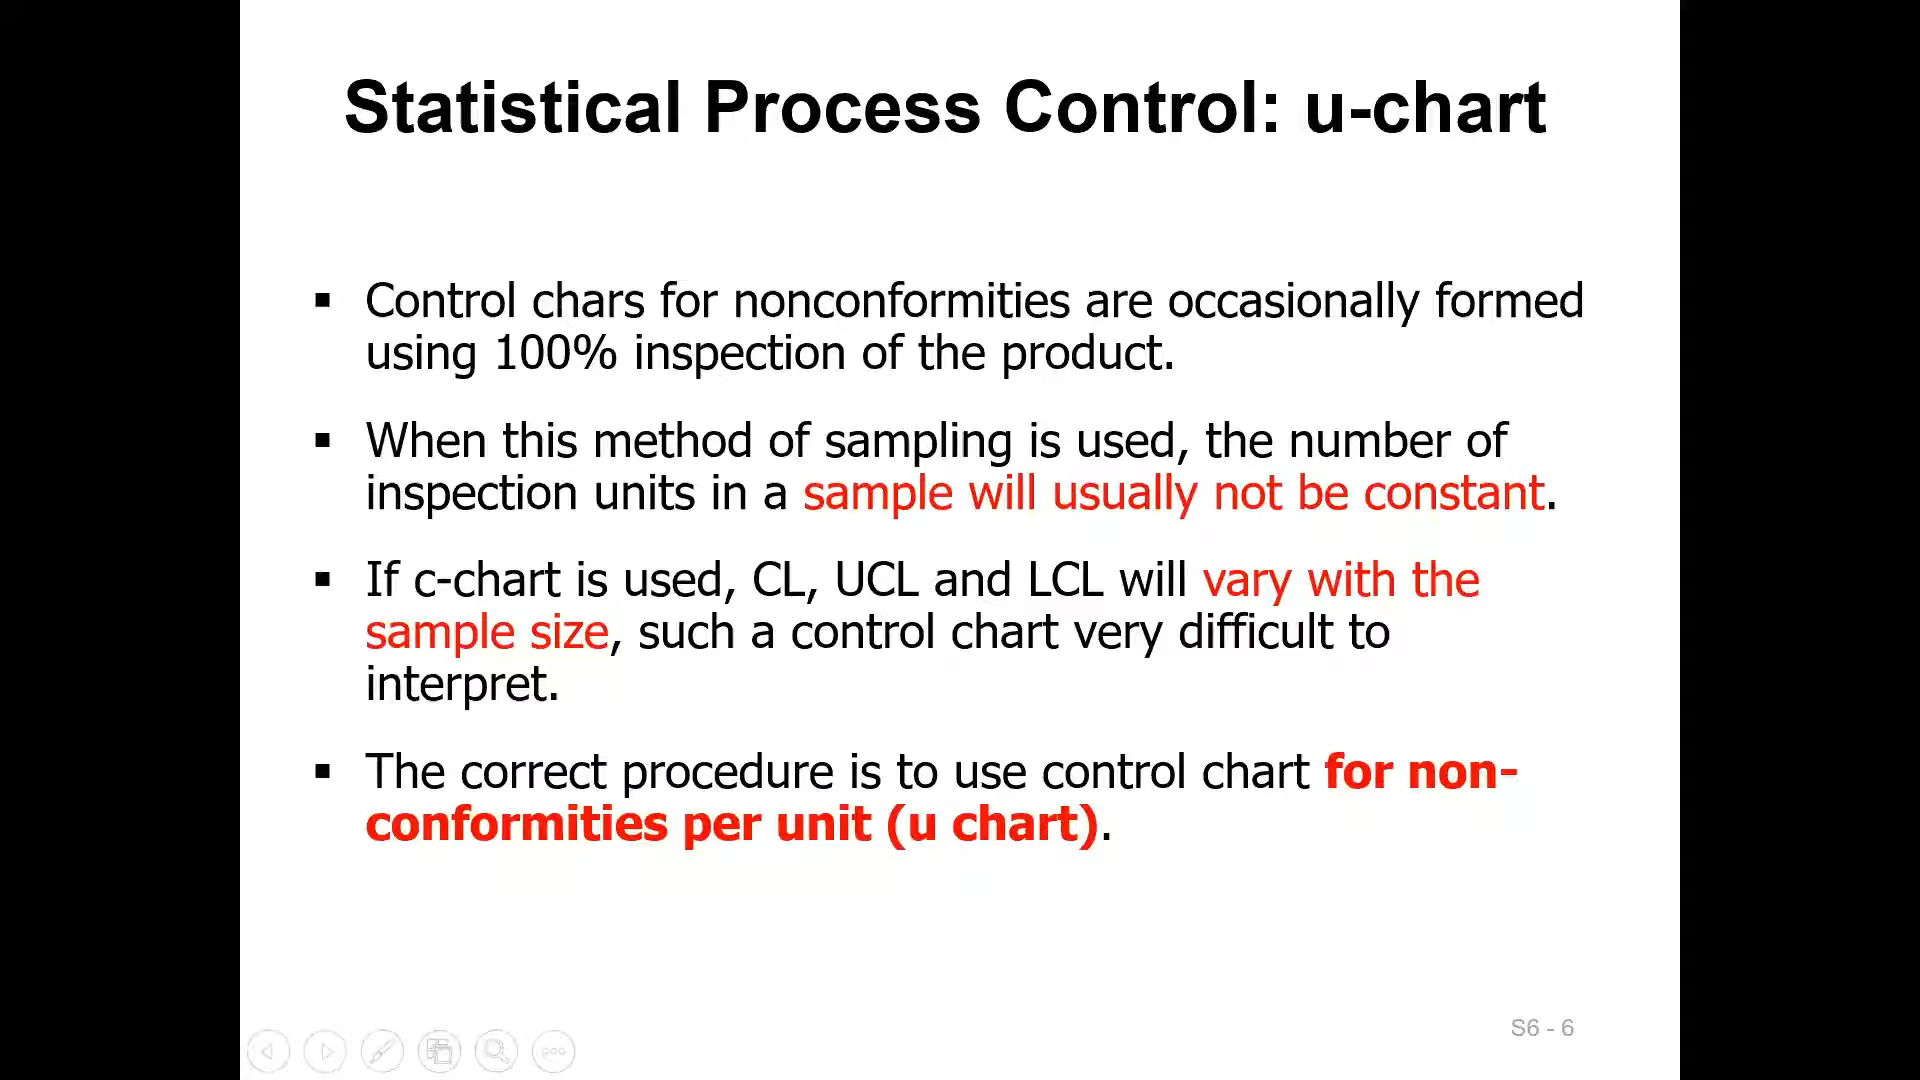 Statistical Process Control: u-chart
▪ Control chars for nonconformities are occasionally formed
using 100% inspection of the product.
▪ When this method of sampling is used, the number of
inspection units in a sample will usually not be constant.
▪ If c-chart is used, CL, UCL and LCL will vary with the
sample size, such a control chart very difficult to
interpret.
▪ The correct procedure is to use control chart for non-
conformities per unit (u chart).
S6 - 6